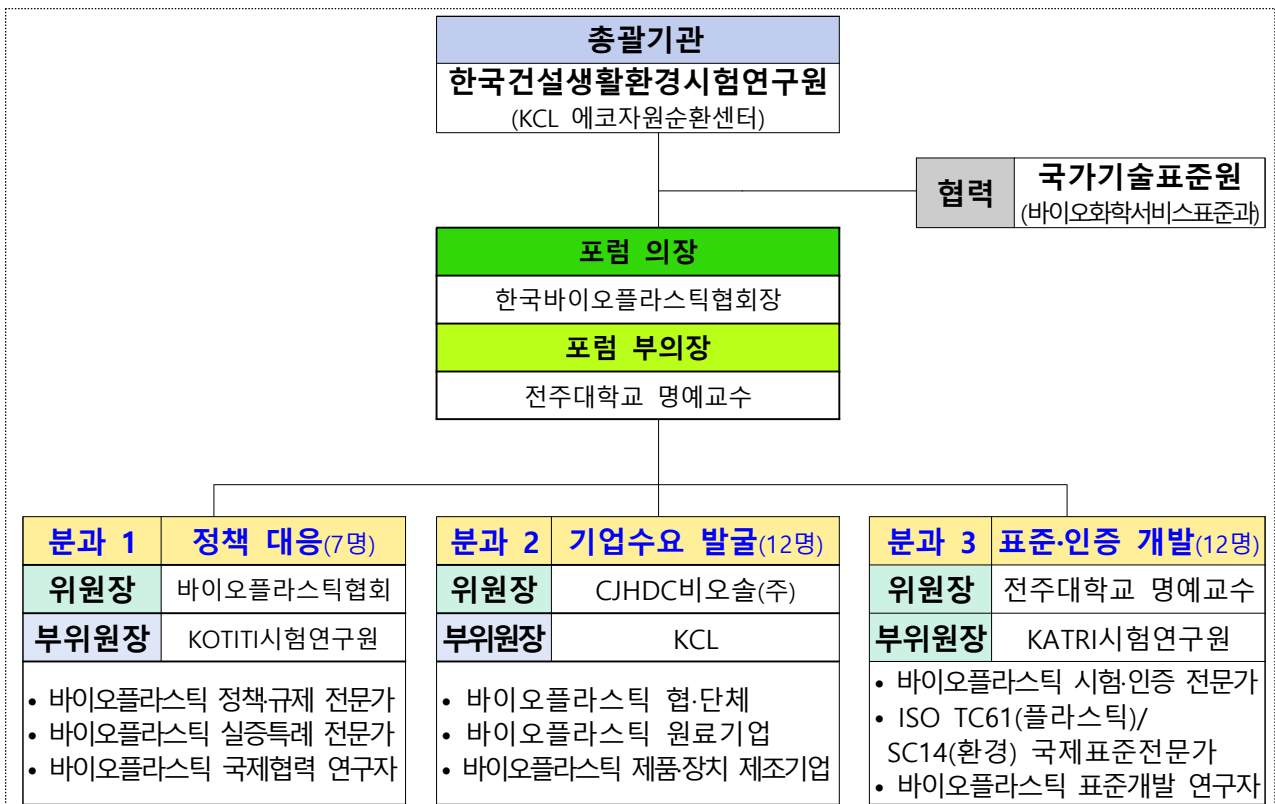 총괄기관
한국건설생활환경시험연구원
(KCL 에코자원순환센터)
협력
국가기술표준원
(바이오화학서비스표준과)
포럼 의장
한국바이오플라스틱협회장
포럼 부의장
전주대학교 명예교수
분과 1 정책 대응(7명)
위원장 바이오플라스틱협회
부위원장 KOTITI시험연구원
• 바이오플라스틱 정책·규제 전문가
• 바이오플라스틱 실증특례 전문가
• 바이오플라스틱 국제협력 연구자
분과 2 기업수요 발굴(12명)
위원장 CJHDC비오솔(주)
부위원장 KCL
• 바이오플라스틱 협·단체
• 바이오플라스틱 원료기업
• 바이오플라스틱 제품·장치 제조기업
분과 3 표준·인증 개발(12명)
위원장 전주대학교 명예교수
부위원장 KATRI시험연구원
• 바이오플라스틱 시험·인증 전문가
• ISO TC61(플라스틱)/
SC14(환경) 국제표준전문가
• 바이오플라스틱 표준개발 연구자